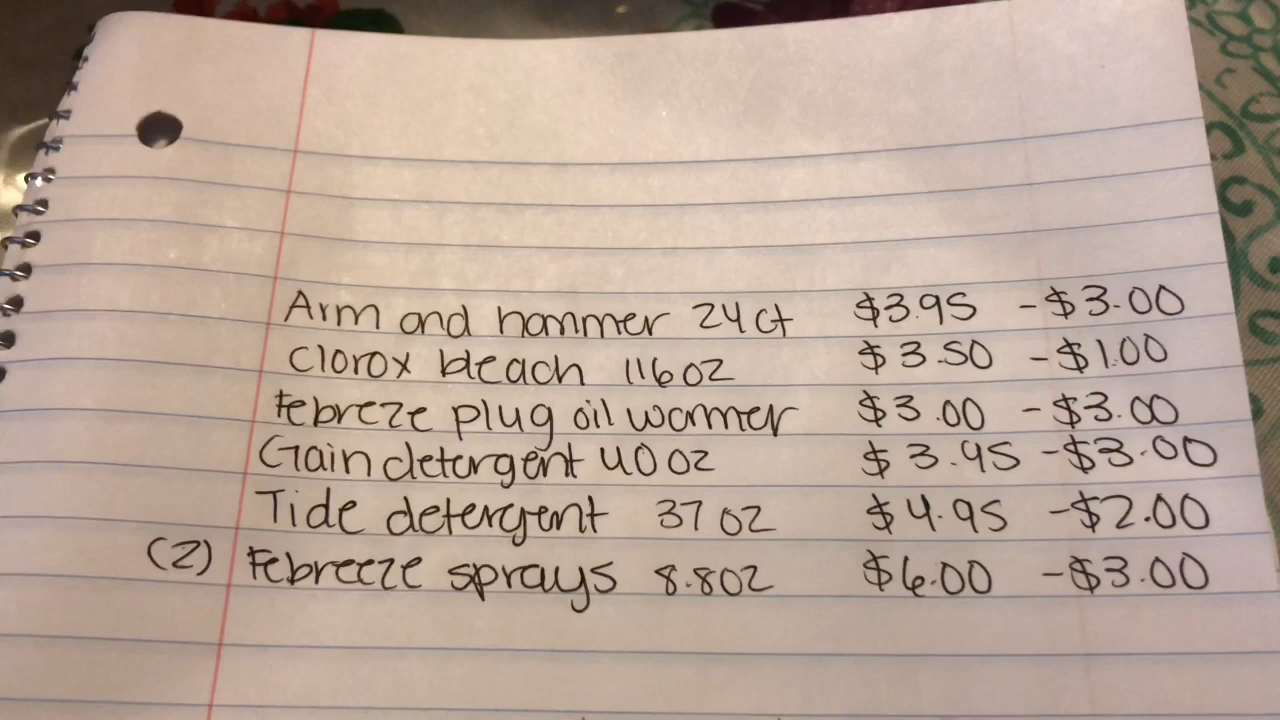 Arm and hammer 24ct $3.95 -$3.00
Clorox bleach 116oz $3.50 -$1.00
Febreze plug oil warmer $3.00 -$3.00
Gain detergent 40oz $3.95 -$3.00
Tide detergent 37oz $4.95 -$2.00
(2) Febreeze sprays 8.8oz $6.00 -$3.00